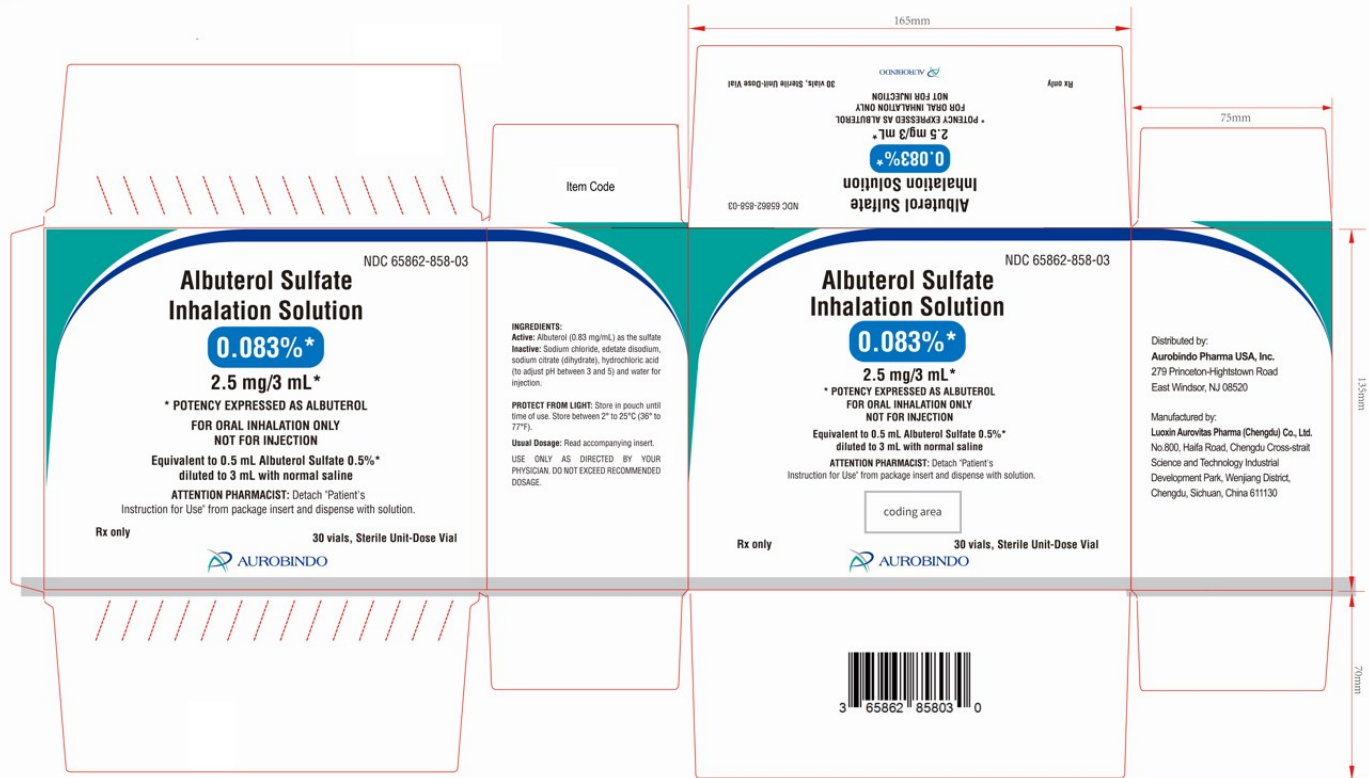 165mm
AUROBINDO
Rx only
30 vials, Sterile Unit-Dose Vial
NOT FOR INJECTION
FOR ORAL INHALATION ONLY
* POTENCY EXPRESSED AS ALBUTEROL
2.5 mg/3 mL*
0.083%*
Inhalation Solution
Albuterol Sulfate
NDC 65862-858-03
75mm
Item Code
NDC 65862-858-03
Albuterol Sulfate
Inhalation Solution
0.083%*
2.5 mg/3 mL*
* POTENCY EXPRESSED AS ALBUTEROL
FOR ORAL INHALATION ONLY
NOT FOR INJECTION
Equivalent to 0.5 mL Albuterol Sulfate 0.5%*
diluted to 3 mL with normal saline
ATTENTION PHARMACIST: Detach "Patient's
Instruction for Use" from package insert and dispense with solution.
Rx only
30 vials, Sterile Unit-Dose Vial
AUROBINDO
INGREDIENTS:
Active: Albuterol (0.83 mg/mL) as the sulfate
Inactive: Sodium chloride, edetate disodium,
sodium citrate (dihydrate), hydrochloric acid
(to adjust pH between 3 and 5) and water for
injection.
PROTECT FROM LIGHT: Store in pouch until
time of use. Store between 2° to 25°C (36° to
77°F).
Usual Dosage: Read accompanying insert.
USE ONLY AS DIRECTED BY YOUR
PHYSICIAN. DO NOT EXCEED RECOMMENDED
DOSAGE.
NDC 65862-858-03
Albuterol Sulfate
Inhalation Solution
0.083%*
2.5 mg/3 mL*
* POTENCY EXPRESSED AS ALBUTEROL
FOR ORAL INHALATION ONLY
NOT FOR INJECTION
Equivalent to 0.5 mL Albuterol Sulfate 0.5%*
diluted to 3 mL with normal saline
ATTENTION PHARMACIST: Detach "Patient's
Instruction for Use" from package insert and dispense with solution.
coding area
Rx only
30 vials, Sterile Unit-Dose Vial
AUROBINDO
Distributed by:
Aurobindo Pharma USA, Inc.
279 Princeton-Hightstown Road
East Windsor, NJ 08520
Manufactured by:
Luoxin Aurovitas Pharma (Chengdu) Co., Ltd.
No.800, Haifa Road, Chengdu Cross-strait
Science and Technology Industrial
Development Park, Wenjiang District,
Chengdu, Sichuan, China 611130
135mm
70mm
3 65862 85803 0